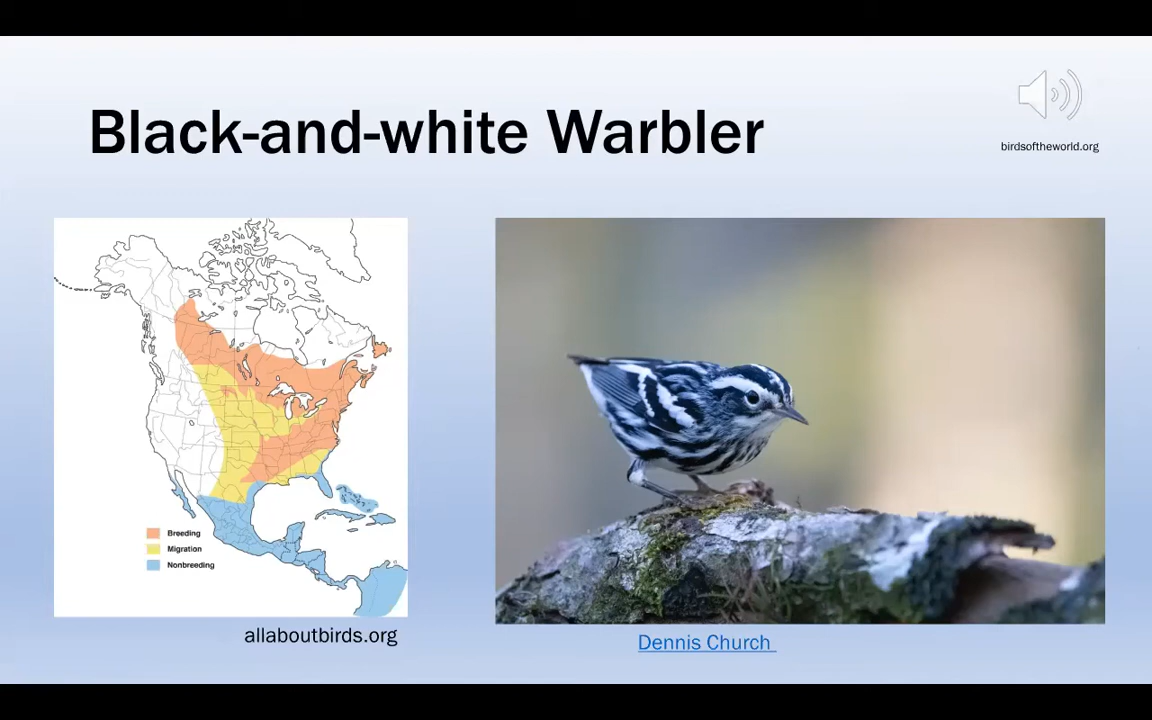 Black-and-white Warbler
birdsoftheworld.org
Breeding
Migration
Nonbreeding
allaboutbirds.org
Dennis Church